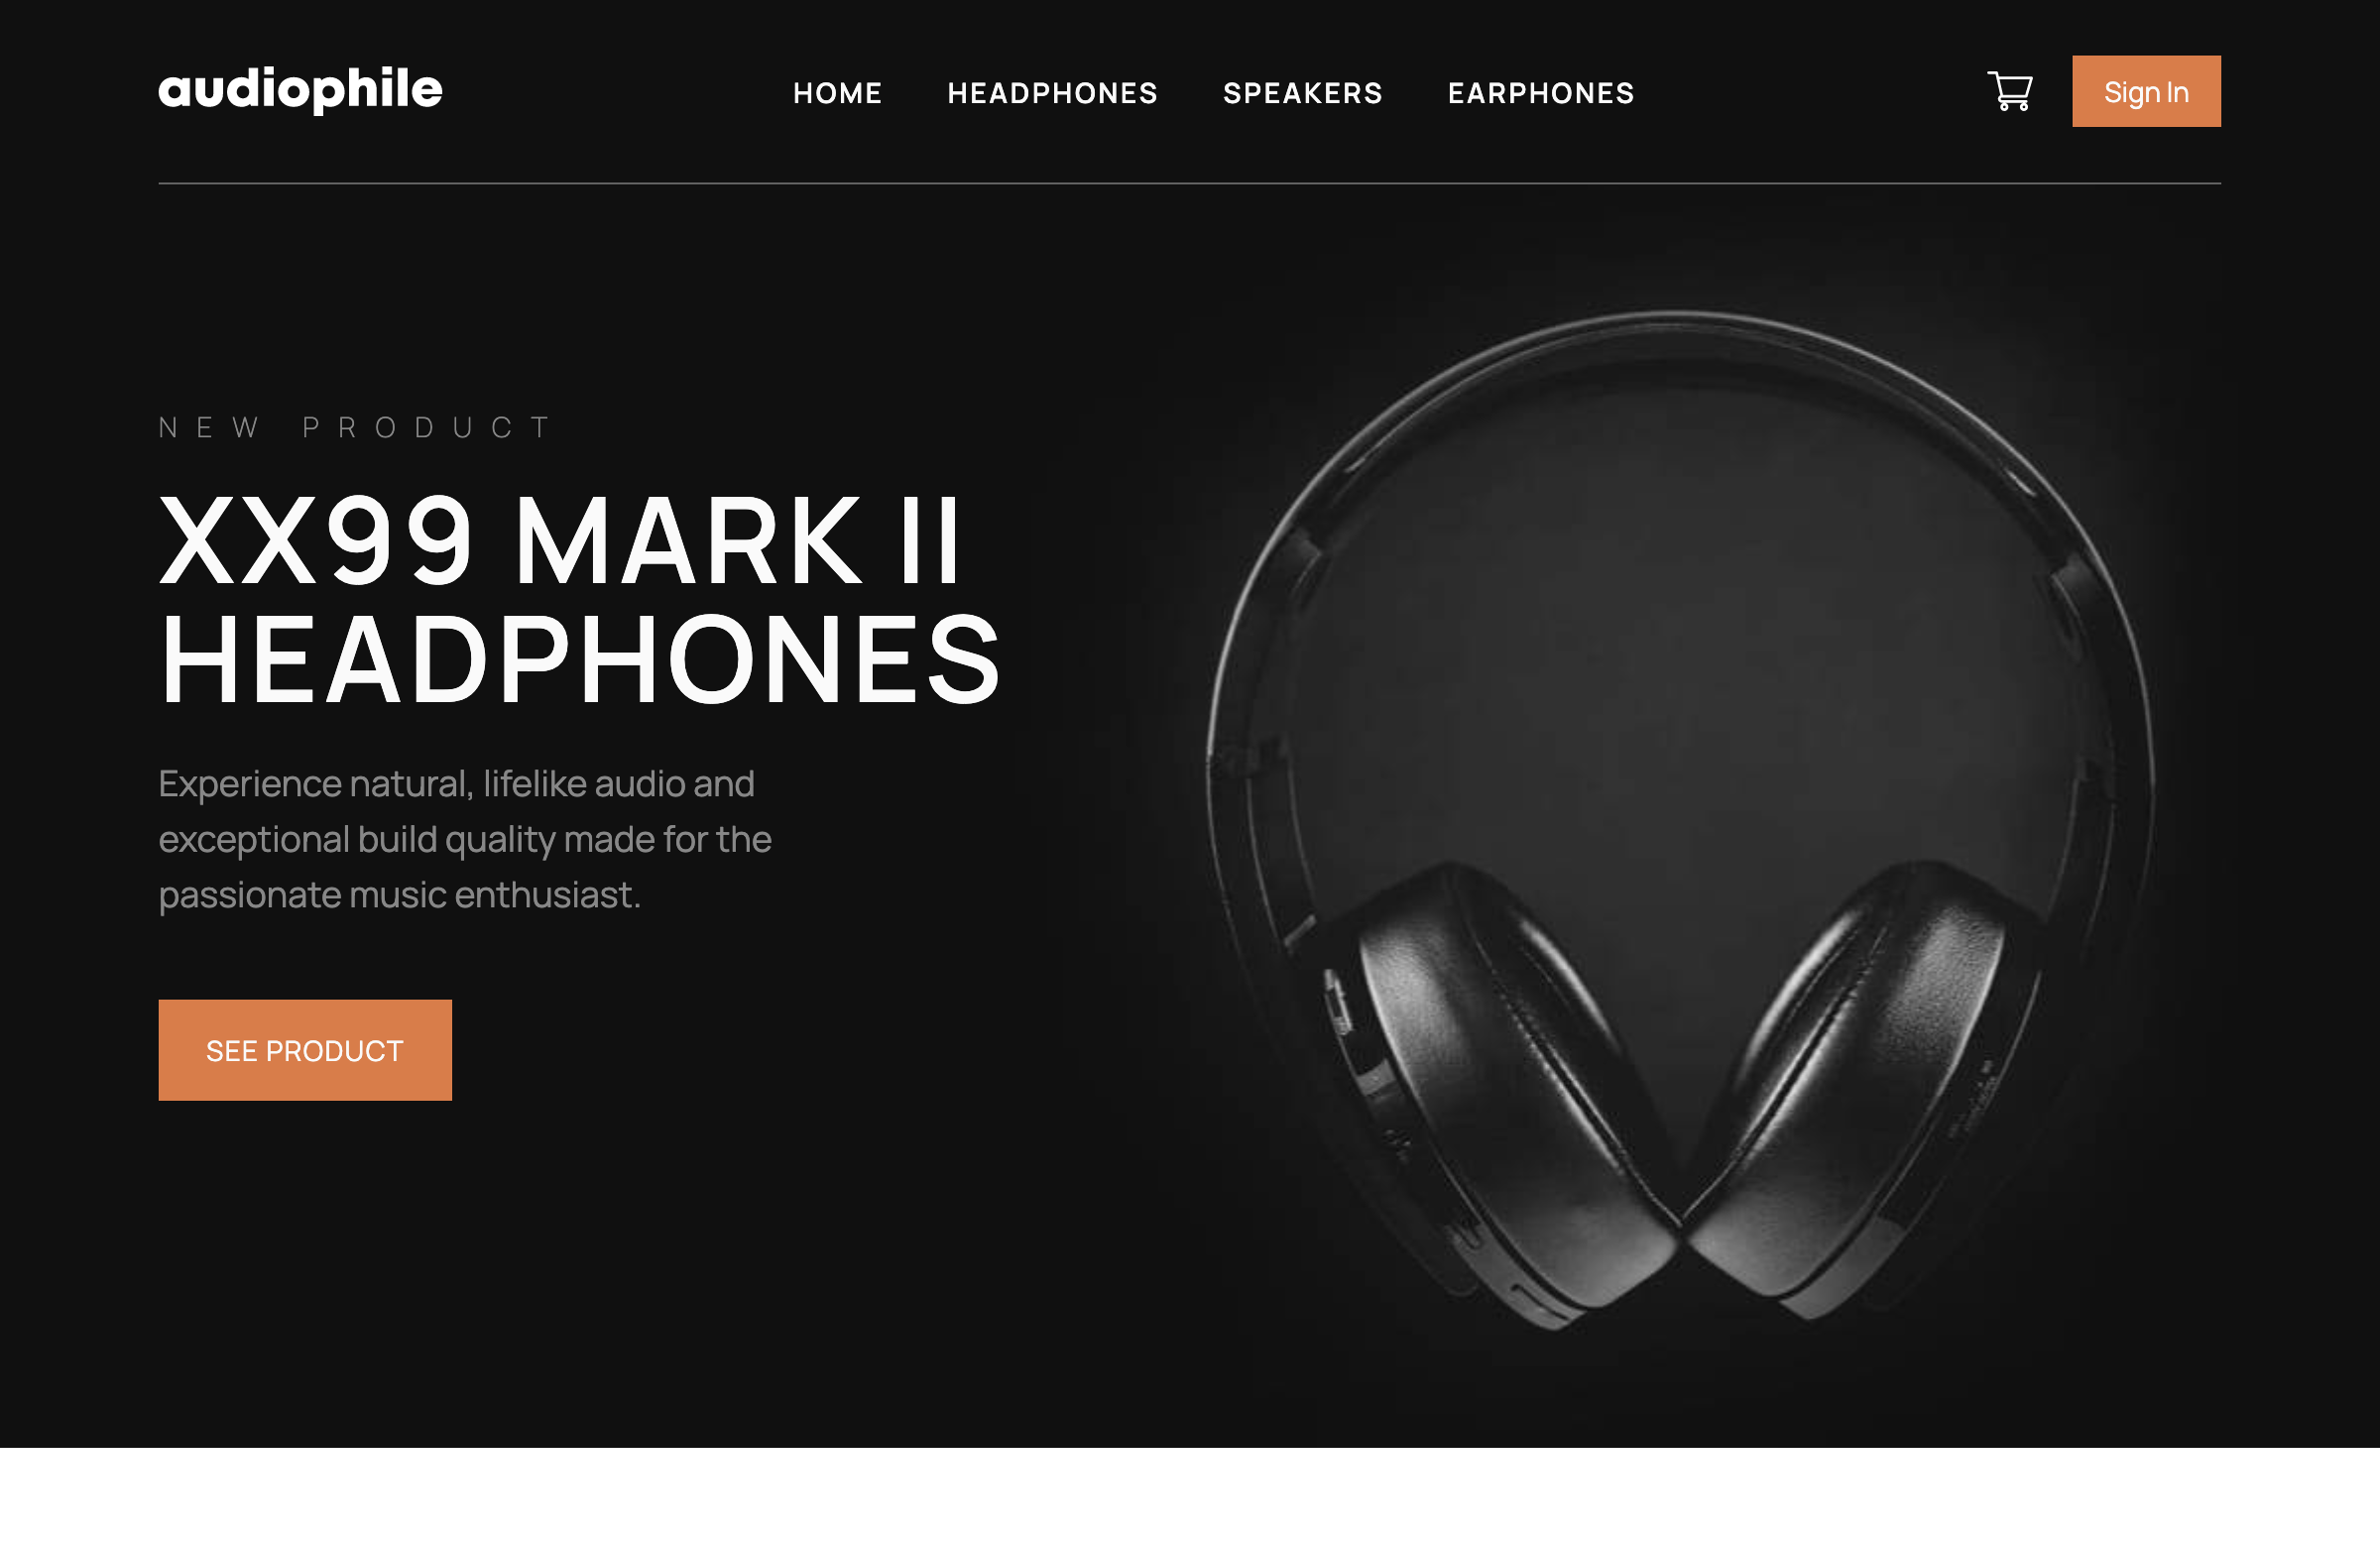 audiophile
HOME HEADPHONES SPEAKERS EARPHONES
Sign In
NEW PRODUCT
XX99 MARK II
HEADPHONES
Experience natural, lifelike audio and
exceptional build quality made for the
passionate music enthusiast.
SEE PRODUCT